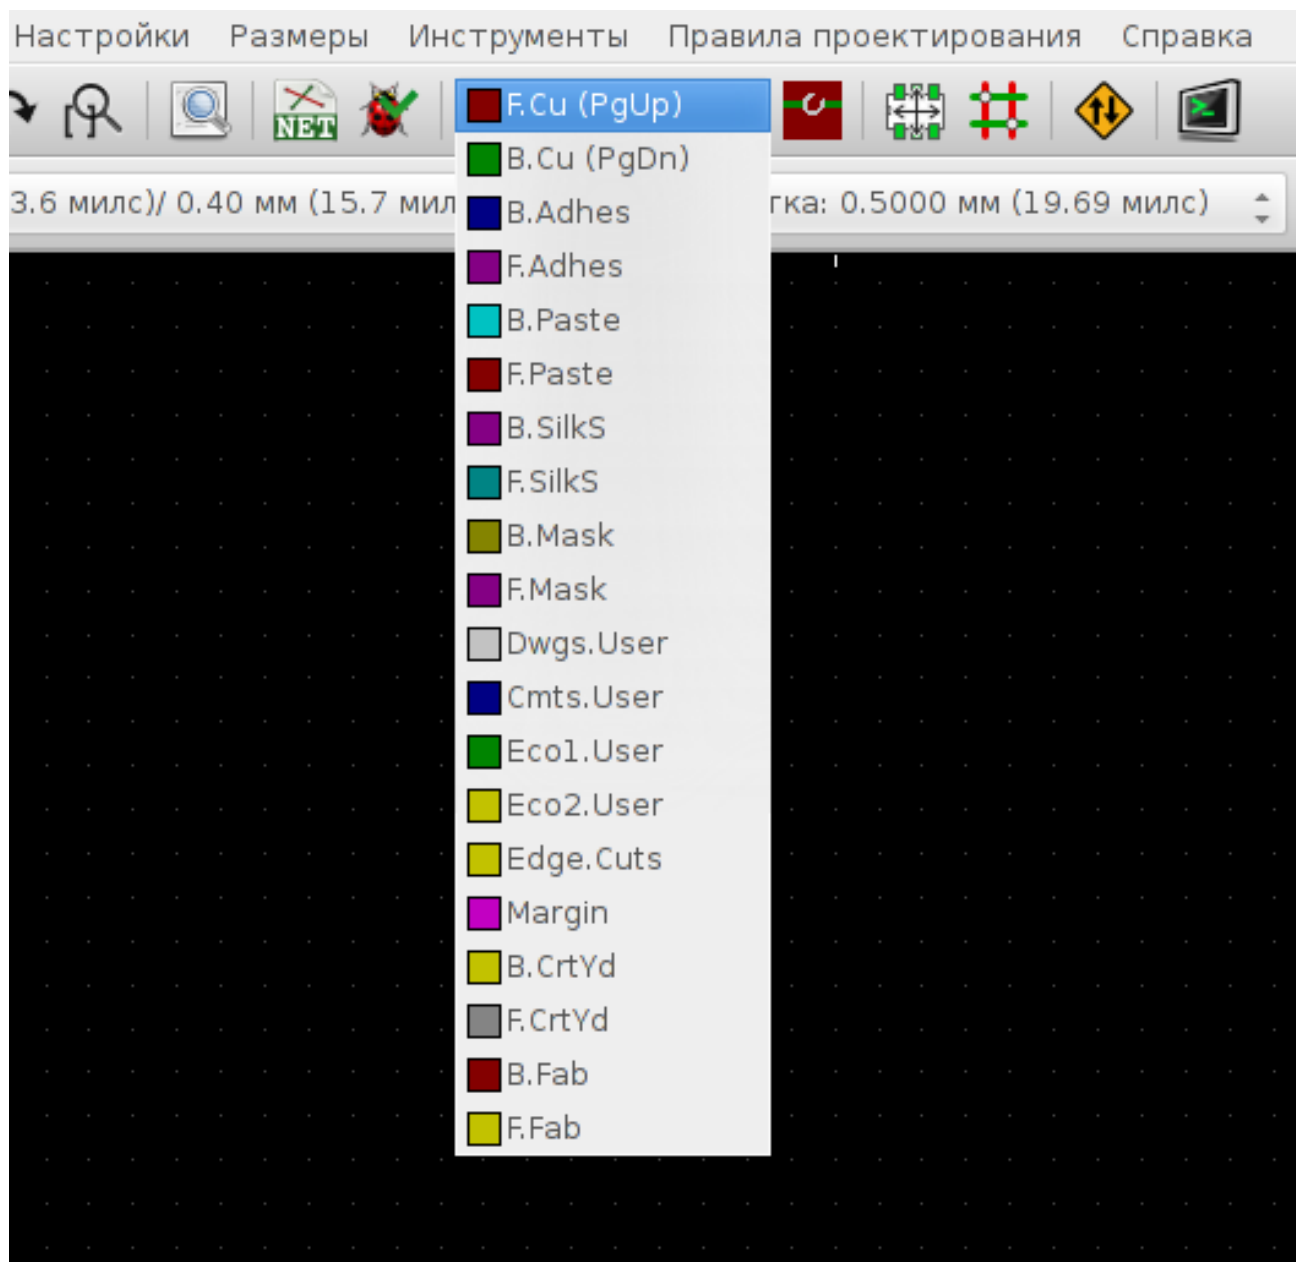 Настройки Размеры Инструменты Правила проектирования Справка
NET
F.Cu (PgUp)
B.Cu (PgDn)
3.6 милс)/ 0.40 мм (15.7 : 0.5000 мм (19.69 милс)
B.Adhes
F.Adhes
B.Paste
F.Paste
B.SilkS
F.SilkS
B.Mask
F.Mask
Dwgs.User
Cmts.User
Eco1.User
Eco2.User
Edge.Cuts
Margin
B.CrtYd
F.CrtYd
B.Fab
F.Fab